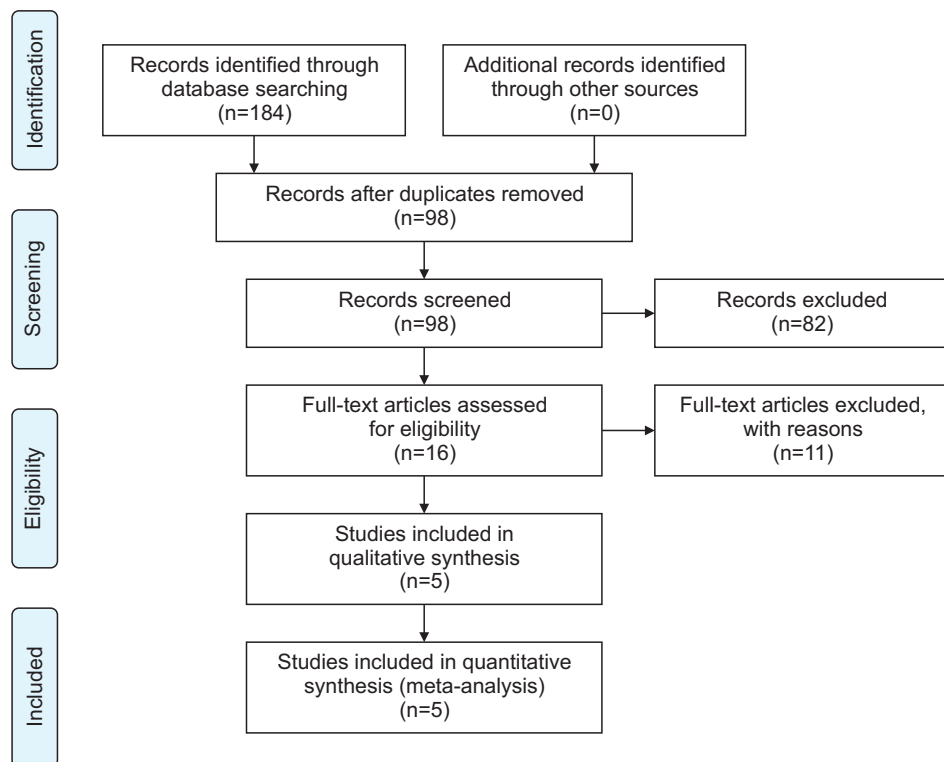 Identification
Records identified through
database searching
(n=184)
Additional records identified
through other sources
(n=0)
Records after duplicates removed
(n=98)
Screening
Records screened
(n=98)
Records excluded
(n=82)
Eligibility
Full-text articles assessed
for eligibility
(n=16)
Full-text articles excluded,
with reasons
(n=11)
Studies included in
qualitative synthesis
(n=5)
Included
Studies included in quantitative
synthesis (meta-analysis)
(n=5)